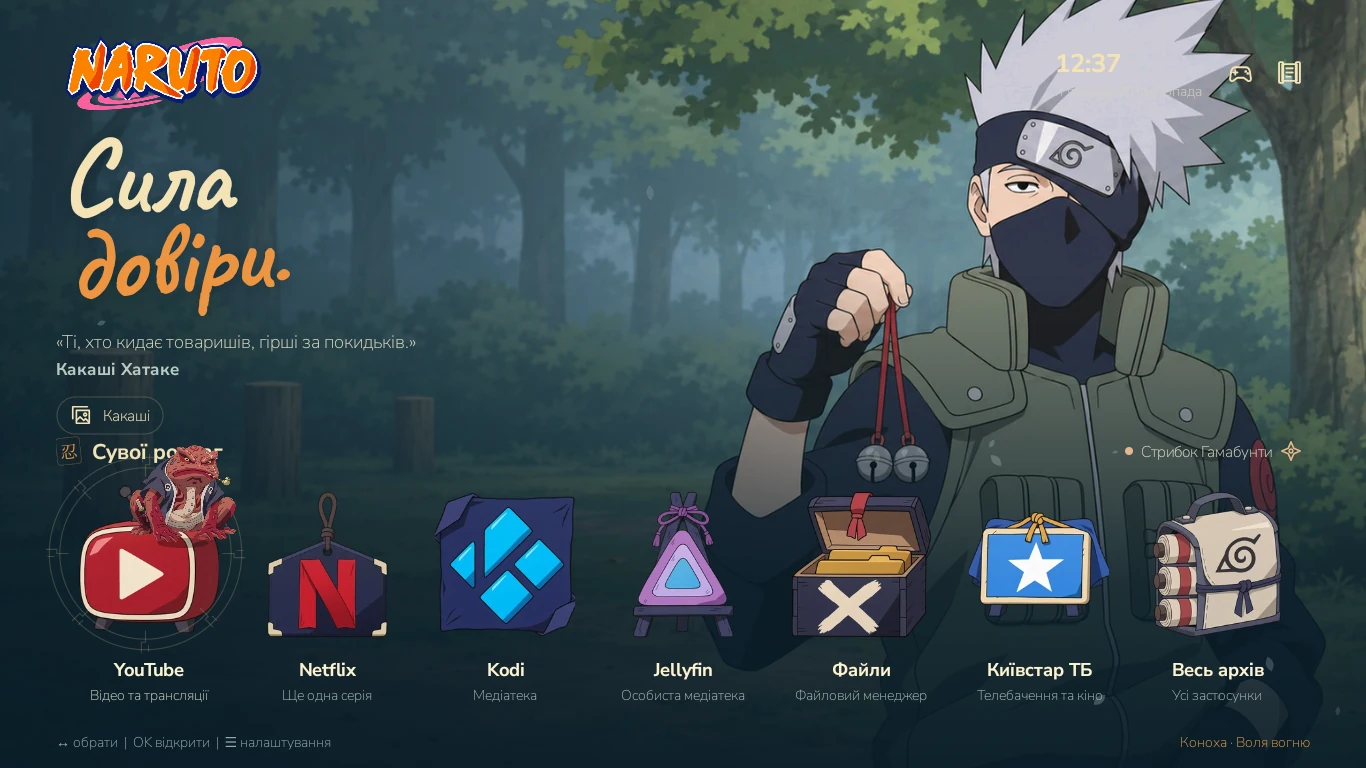 NARUTO
12:37
Сила
довіри.
«Ті, хто кидає товаришів, гірші за покидьків.»
Какаші Хатаке
Какаші
忍 Сувої
Стрибок Гамабунти
N
YouTube
Netflix
Kodi
Jellyfin
Файли
Київстар ТБ
Весь архів
Відео та трансляції
Ще одна серія
Медіатека
Особиста медіатека
Файловий менеджер
Телебачення та кіно
Усі застосунки
↔ обрати | OK відкрити | ☰ налаштування
Коноха · Воля вогню